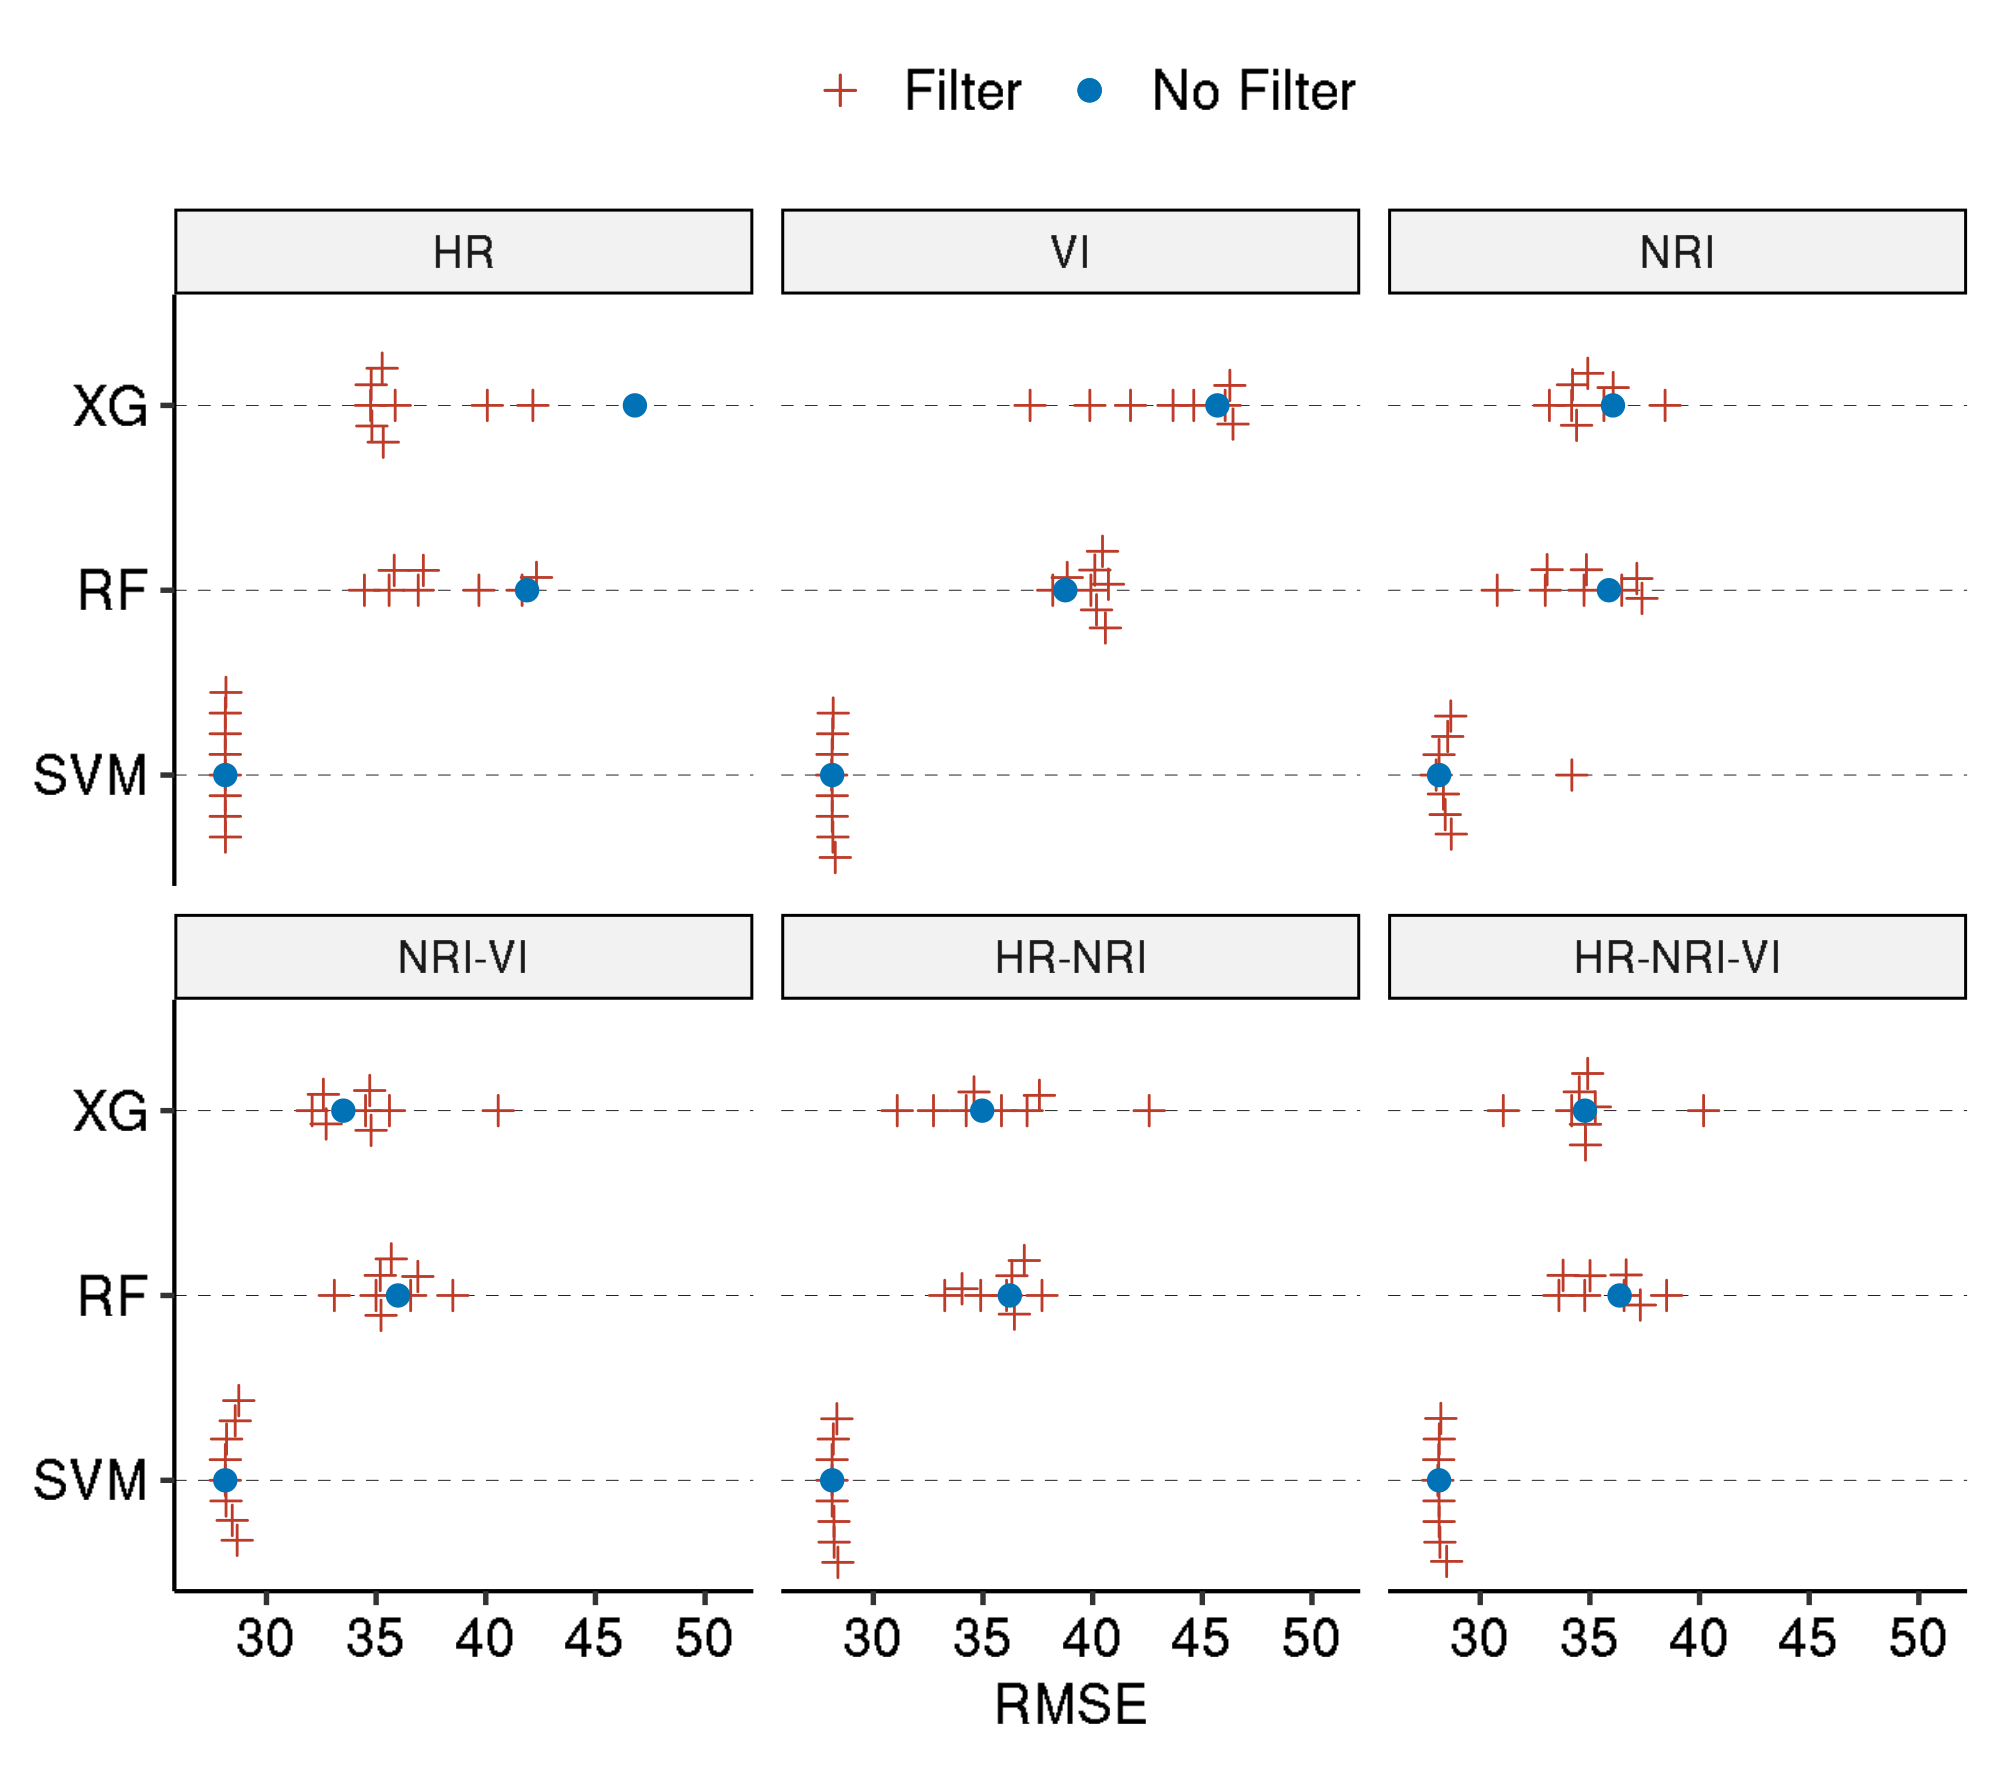 Filter No Filter
HR VI NRI
XG
RF
SVM
NRI-VI HR-NRI HR-NRI-VI
XG
RF
SVM
30 35 40 45 50 30 35 40 45 50 30 35 40 45 50
RMSE